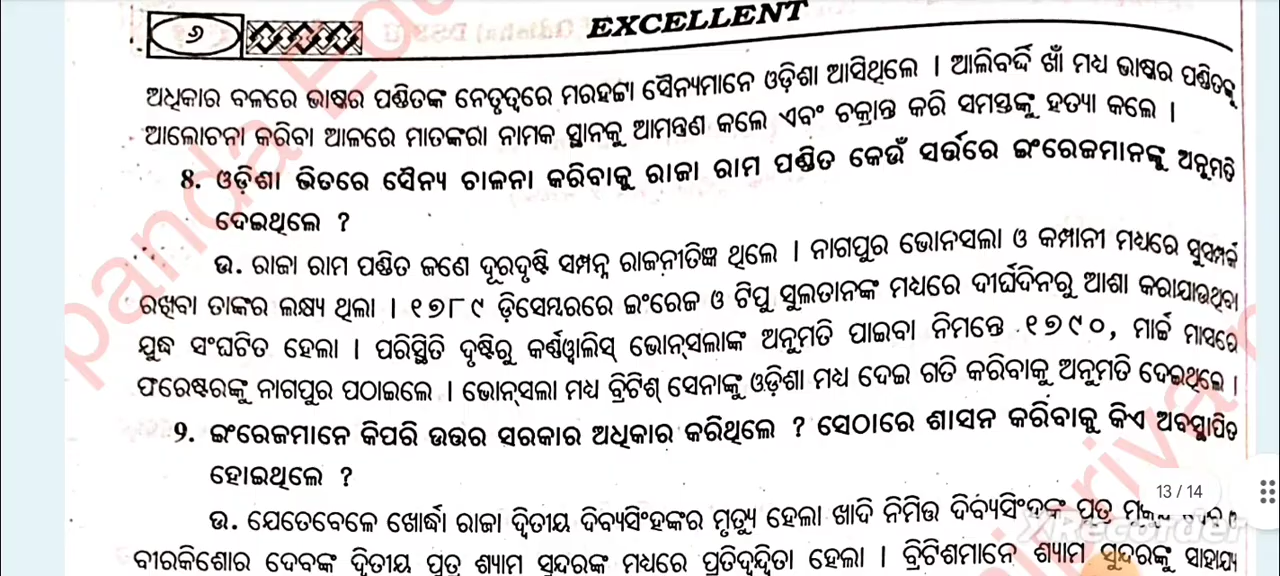 ୬
EXCELLENT
ଅଧିକାର ବଳରେ ଭାଷର ପଣ୍ଡିତଙ୍କ ନେତୃତ୍ୱରେ ମରହଟ୍ଟା ସୈନ୍ୟମାନେ ଓଡ଼ିଶା ଆସିଥିଲେ । ଆଲିବର୍ଦ୍ଦି ଖାଁ ମଧ୍ୟ ଭାଷର ପଣ୍ଡିତଙ୍କୁ
ଆଲୋଚନା କରିବା ଆଳରେ ମାତଙ୍କରା ନାମକ ସ୍ଥାନକୁ ଆମନ୍ତ୍ରଣ କଲେ ଏବଂ ଚକ୍ରାନ୍ତ କରି ସମସ୍ତଙ୍କୁ ହତ୍ୟା କଲେ ।
8. ଓଡ଼ିଶା ଭିତରେ ସୈନ୍ୟ ଚାଳନା କରିବାକୁ ରାଜା ରାମ ପଣ୍ଡିତ କେଉଁ ସର୍ତ୍ତରେ ଇଂରେଜମାନଙ୍କୁ ଅନୁମତି
ଦେଇଥିଲେ ?
ଉ. ରାଜା ରାମ ପଣ୍ଡିତ ଜଣେ ଦୂରଦୃଷ୍ଟି ସମ୍ପନ୍ନ ରାଜନୀତିଜ୍ଞ ଥିଲେ । ନାଗପୁର ଭୋନସଲା ଓ କମ୍ପାନୀ ମଧ୍ୟରେ ସୁସମ୍ପର୍କ
ରଖିବା ତାଙ୍କର ଲକ୍ଷ୍ୟ ଥିଲା । ୧୭୮୯ ଡ଼ିସେମ୍ବରରେ ଇଂରେଜ ଓ ଟିପୁ ସୁଲତାନଙ୍କ ମଧ୍ୟରେ ଦୀର୍ଘଦିନରୁ ଆଶା କରାଯାଉଥିବା
ଯୁଦ୍ଧ ସଂଘଟିତ ହେଲା । ପରିସ୍ଥିତି ଦୃଷ୍ଟିରୁ କର୍ଣ୍ଣୱାଲିସ୍ ଭୋନ୍‌ସଲାଙ୍କ ଅନୁମତି ପାଇବା ନିମନ୍ତେ ୧୭୯୦, ମାର୍ଚ୍ଚ ମାସରେ
ଫରେଷ୍ଟରଙ୍କୁ ନାଗପୁର ପଠାଇଲେ । ଭୋନ୍‌ସଲା ମଧ୍ୟ ବ୍ରିଟିଶ୍ ସେନାଙ୍କୁ ଓଡ଼ିଶା ମଧ୍ୟ ଦେଇ ଗତି କରିବାକୁ ଅନୁମତି ଦେଇଥିଲେ ।
୨. ଇଂରେଜମାନେ କିପରି ଉତ୍ତର ସରକାର ଅଧିକାର କରିଥିଲେ ? ସେଠାରେ ଶାସନ କରିବାକୁ କିଏ ଅବସ୍ଥାପିତ
ହୋଇଥିଲେ ?
13 / 14
ଉ. ଯେତେବେଳେ ଖୋର୍ଦ୍ଧା ରାଜା ଦ୍ୱିତୀୟ ଦିବ୍ୟସିଂହଙ୍କର ମୃତ୍ୟୁ ହେଲା ଖାଦି ନିମିତ୍ତ ଦିବ୍ୟସିଂହଙ୍କ ପୁତ୍ର
ବୀରକିଶୋର ଦେବଙ୍କ ଦ୍ୱିତୀୟ ପୁତ୍ର ଶ୍ୟାମ ସୁନ୍ଦରଙ୍କ ମଧ୍ୟରେ ପ୍ରତିଦ୍ୱନ୍ଦ୍ୱିତା ହେଲା । ବ୍ରିଟିଶମାନେ ଶ୍ୟାମ ସୁନ୍ଦରଙ୍କୁ ସାହାଯ୍ୟ